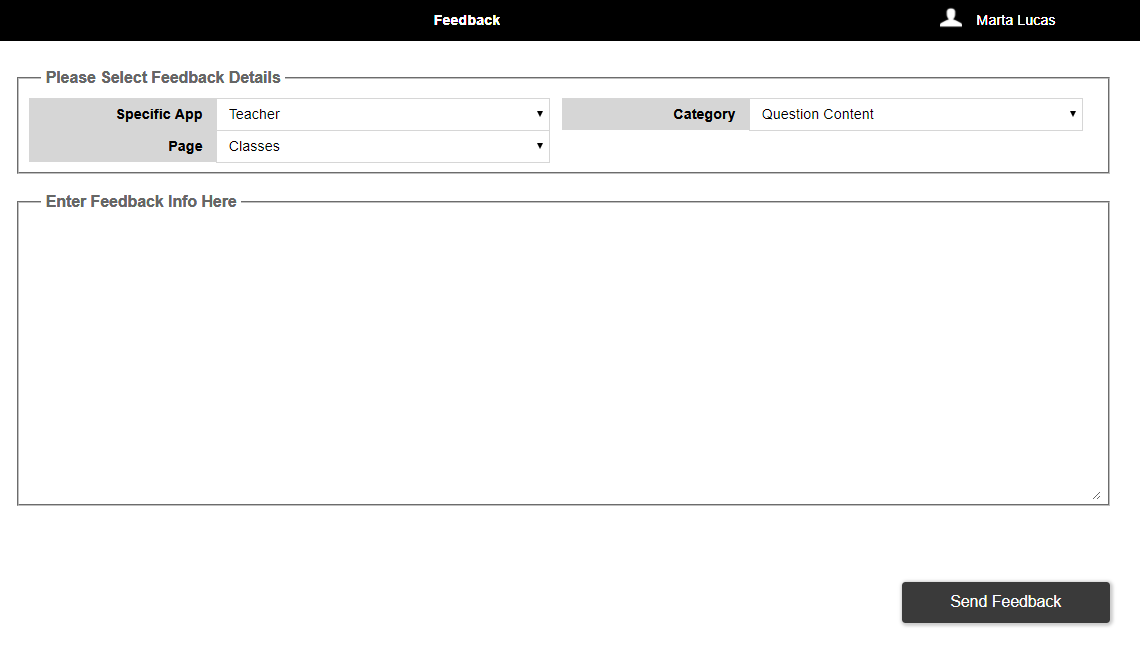 Feedback
Marta Lucas
Please Select Feedback Details
Specific App Teacher Category Question Content
Page Classes
Enter Feedback Info Here
Send Feedback